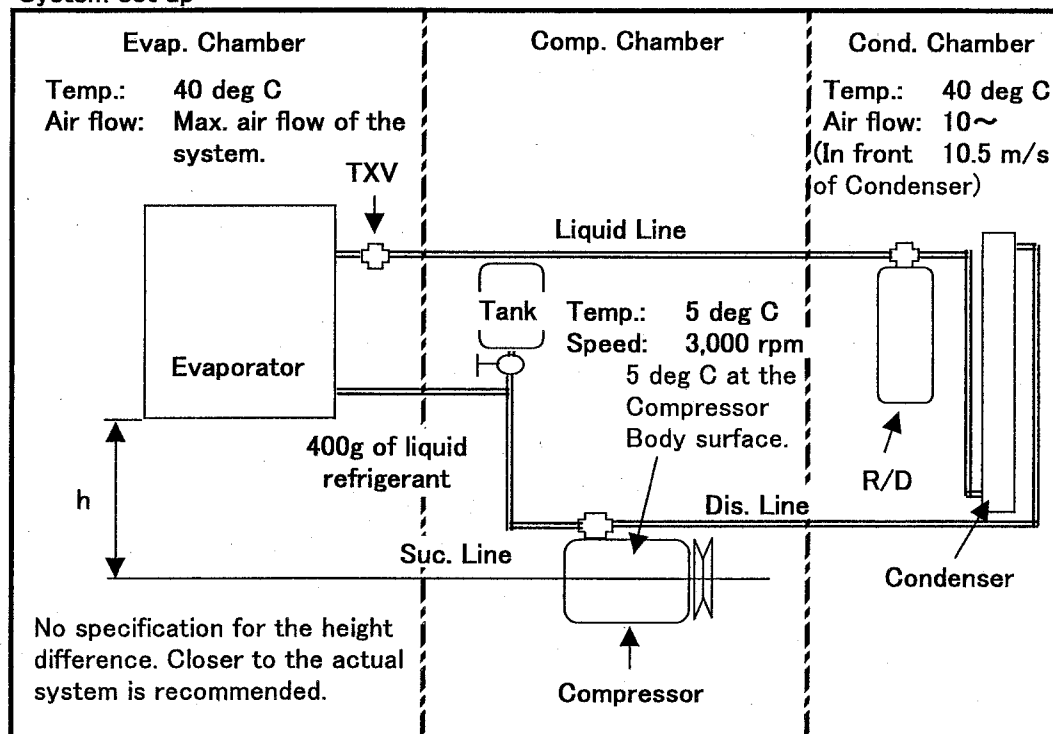 Evap. Chamber
Temp.: 40 deg C
Air flow: Max. air flow of the
system.
TXV
Evaporator
h
400g of liquid
refrigerant
Suc. Line
No specification for the height
difference. Closer to the actual
system is recommended.
Comp. Chamber
Liquid Line
Tank
Temp.: 5 deg C
Speed: 3,000 rpm
5 deg C at the
Compressor
Body surface.
Dis. Line
Compressor
Cond. Chamber
Temp.: 40 deg C
Air flow: 10～
(In front 10.5 m/s
of Condenser)
R/D
Condenser